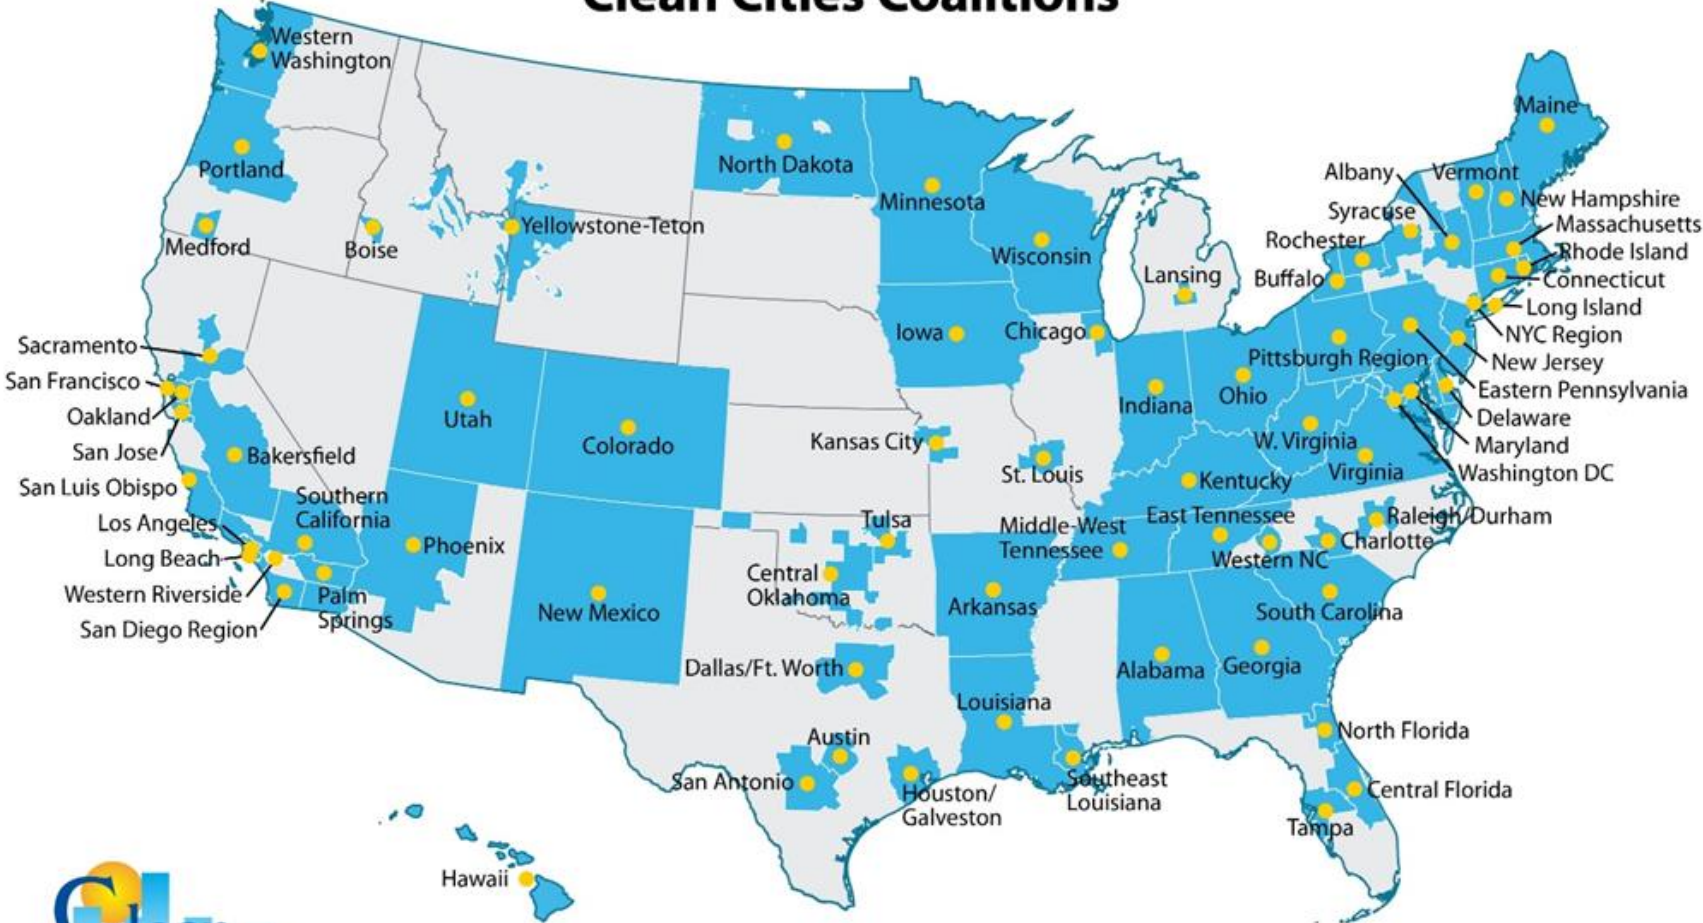 Clean Cities Coalitions
Western
Washington
Portland
Medford
Boise
Yellowstone-Teton
North Dakota
Minnesota
Wisconsin
Lansing
Iowa
Chicago
Maine
Albany
Vermont
New Hampshire
Syracuse
Massachusetts
Rochester
Rhode Island
Buffalo
Connecticut
Long Island
NYC Region
Pittsburgh Region
New Jersey
Eastern Pennsylvania
Delaware
Maryland
Washington DC
Sacramento
San Francisco
Oakland
San Jose
San Luis Obispo
Bakersfield
Southern
California
Los Angeles
Long Beach
Western Riverside
San Diego Region
Palm
Springs
Phoenix
Utah
Colorado
New Mexico
Kansas City
St. Louis
Indiana
Ohio
W. Virginia
Virginia
Kentucky
East Tennessee
Middle-West
Tennessee
Western NC
Raleigh/Durham
Charlotte
South Carolina
Tulsa
Central
Oklahoma
Arkansas
Dallas/Ft. Worth
Louisiana
Alabama
Georgia
Austin
San Antonio
Houston/
Galveston
Southeast
Louisiana
North Florida
Central Florida
Tampa
Hawaii